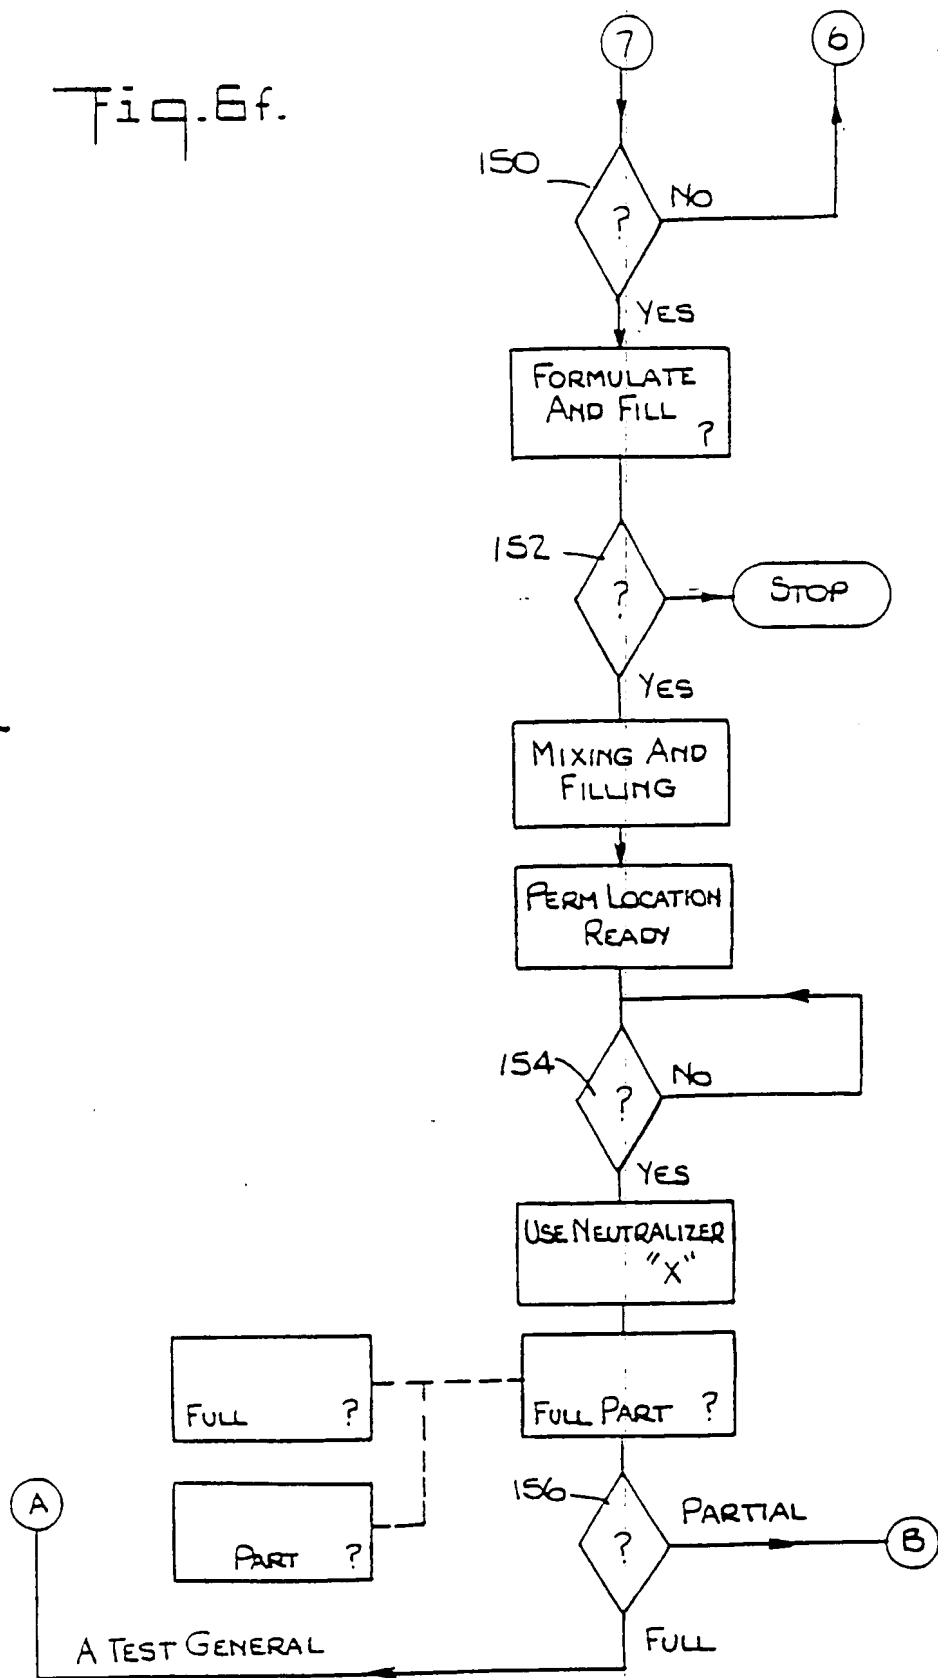 7
6
Fig.6f.
150
?
No
YES
FORMULATE
AND FILL
?
152
?
STOP
YES
MIXING AND
FILLING
PERM LOCATION
READY
154
?
No
YES
USE NEUTRALIZER
"X"
FULL ?
FULL PART ?
A
156
?
PARTIAL
B
PART ?
A TEST GENERAL
FULL